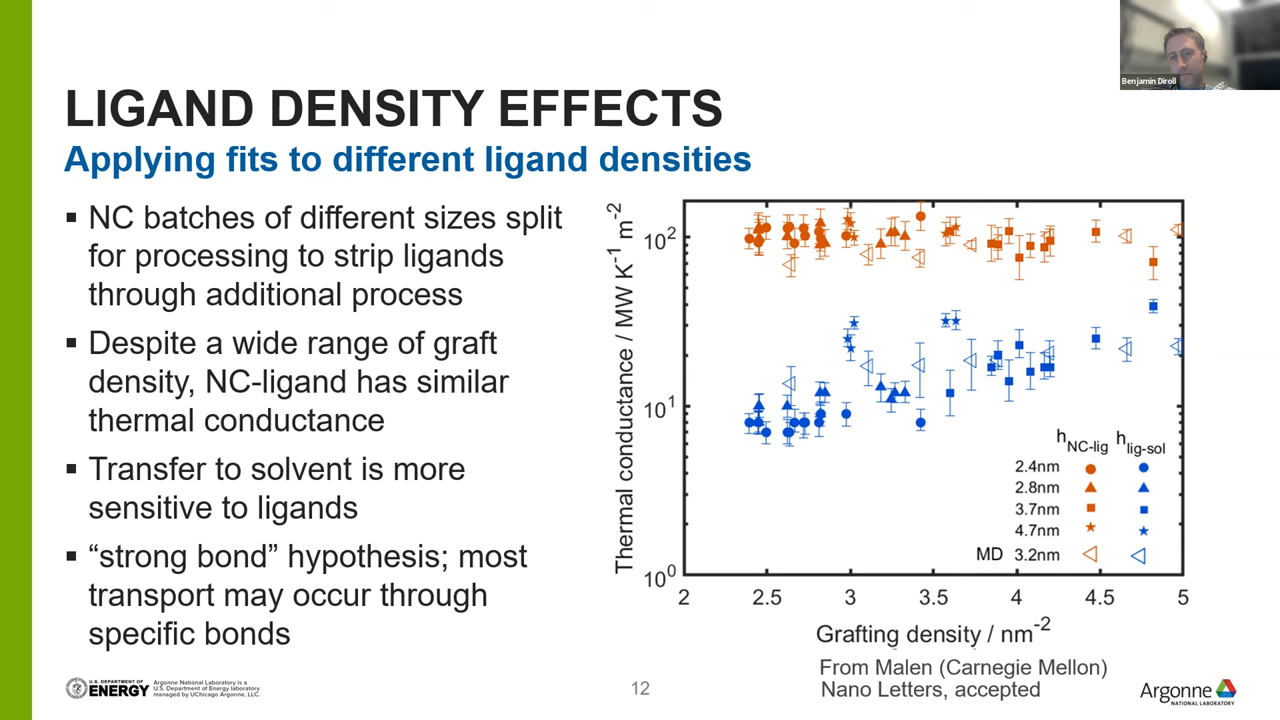 Benjamin Diroll
LIGAND DENSITY EFFECTS
Applying fits to different ligand densities
▪ NC batches of different sizes split
for processing to strip ligands
through additional process
▪ Despite a wide range of graft
density, NC-ligand has similar
thermal conductance
▪ Transfer to solvent is more
sensitive to ligands
▪ “strong bond” hypothesis; most
transport may occur through
specific bonds
Thermal conductance / MW K⁻¹ m⁻²
10²
10¹
10⁰
2 2.5 3 3.5 4 4.5 5
Grafting density / nm⁻²
h_NC-lig h_lig-sol
2.4nm
2.8nm
3.7nm
4.7nm
MD 3.2nm
From Malen (Carnegie Mellon)
Nano Letters, accepted
U.S. DEPARTMENT OF
ENERGY
Argonne National Laboratory is a
U.S. Department of Energy laboratory
managed by UChicago Argonne, LLC.
12
Argonne
NATIONAL LABORATORY